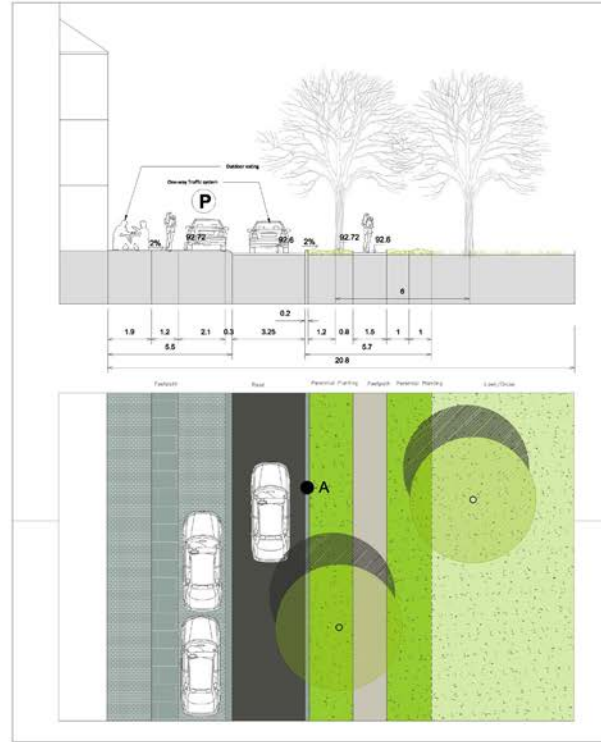 Outdoor eating
One-way Traffic system
P
2%
92.72
92.6
2%
92.72
92.6
6
0.2
1.9
1.2
2.1
0.3
3.25
1.2
0.8
1.5
1
1
5.5
5.7
20.8
Footpath
Road
Perennial Planting
Footpath
Perennial Planting
Lawn/Grass
A